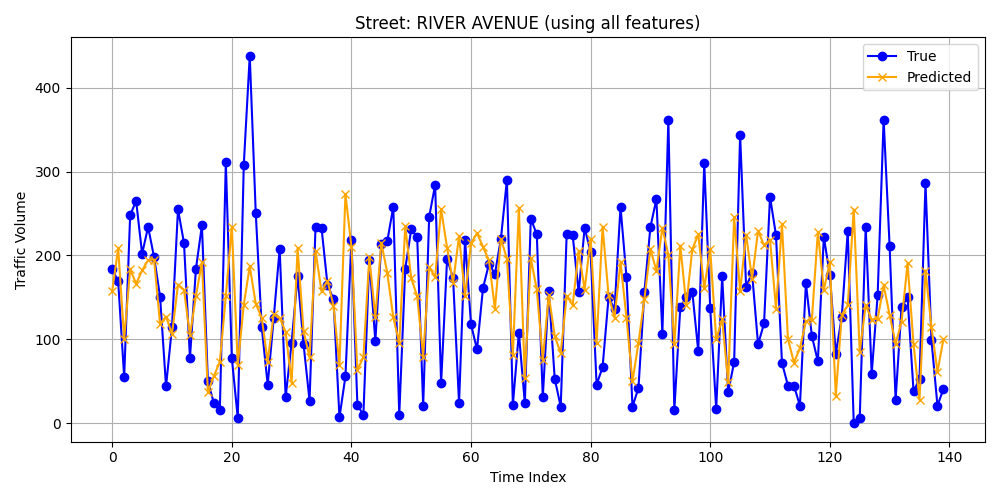 Street: RIVER AVENUE (using all features)
True
Predicted
Traffic Volume
400
300
200
100
0
0 20 40 60 80 100 120 140
Time Index